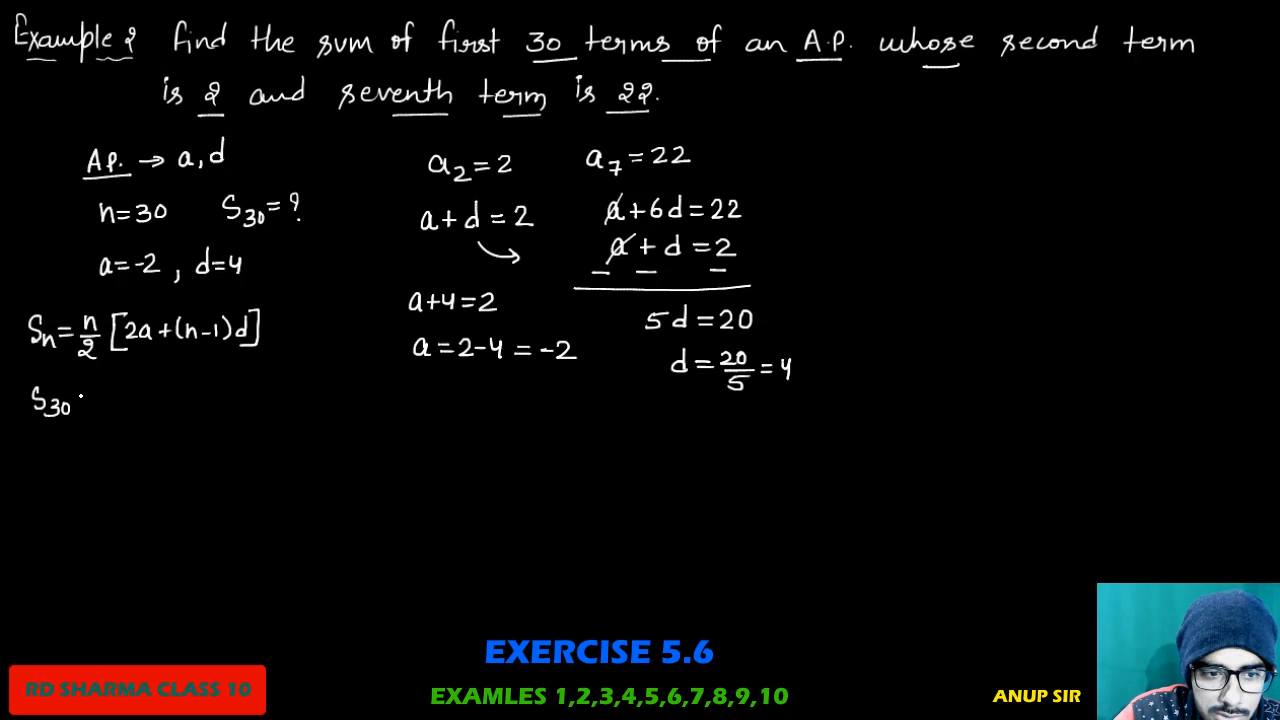 Example 2 find the sum of first 30 terms of an A.P. whose second term
is 2 and seventh term is 22.
A.P. → a, d
n=30 S30=?
a=-2, d=4
Sn=n/2[2a+(n-1)d]
S30
a2=2
a+d=2
a+4=2
a=2-4=-2
a7=22
a+6d=22
a+d=2
- - -
5d=20
d=20/5=4
EXERCISE 5.6
RD SHARMA CLASS 10
EXAMLES 1,2,3,4,5,6,7,8,9,10
ANUP SIR